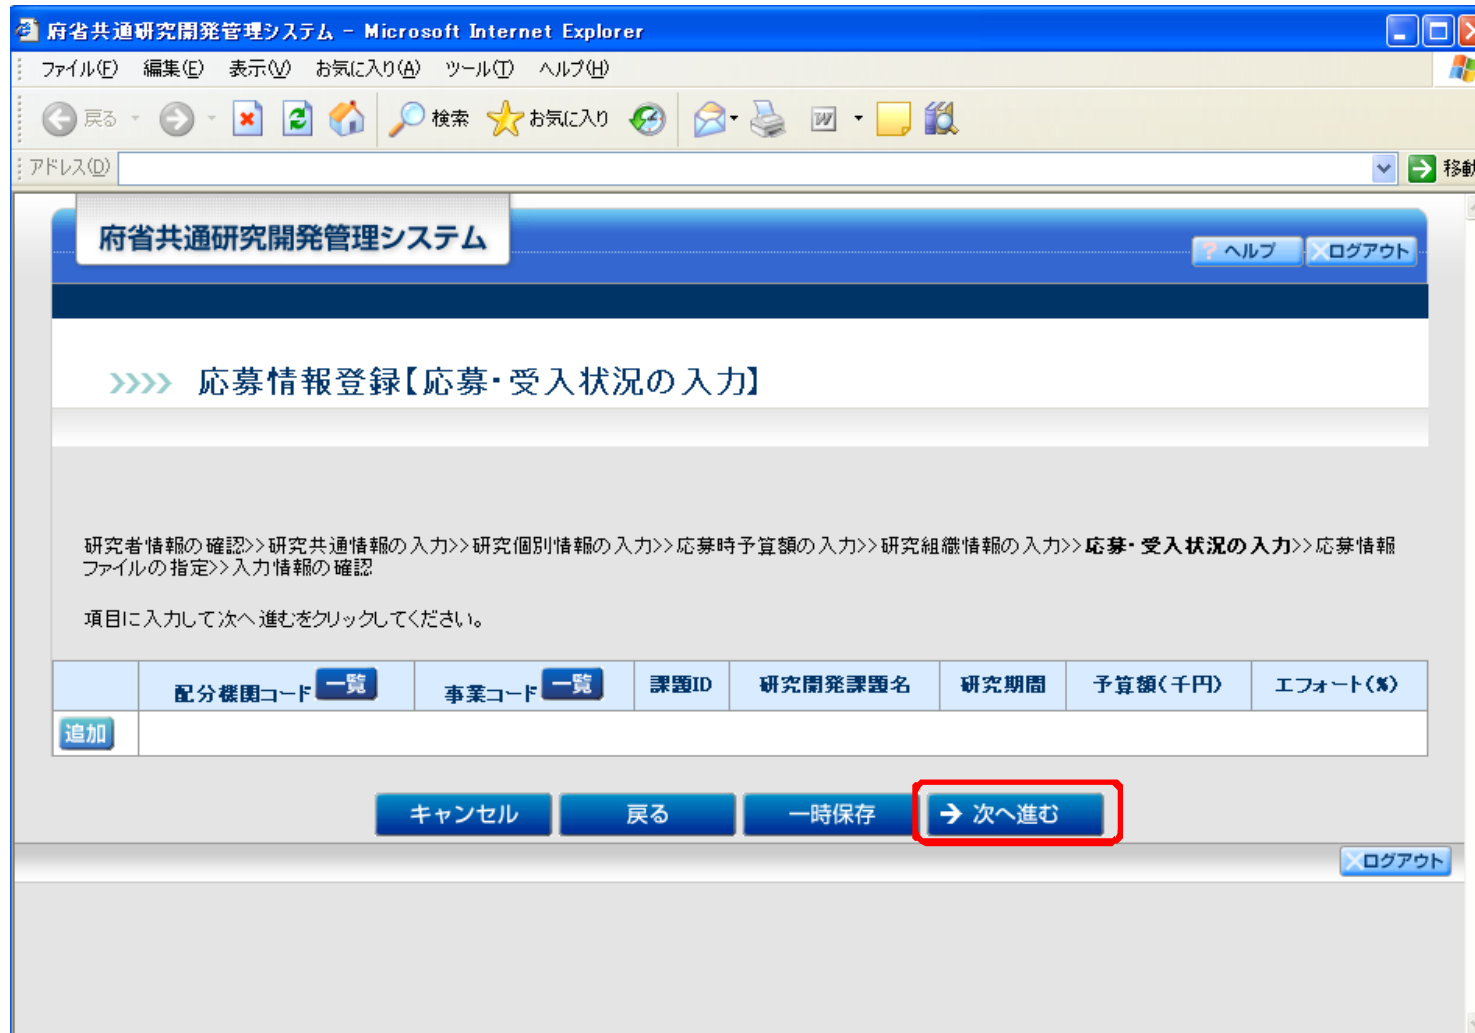 府省共通研究開発管理システム - Microsoft Internet Explorer
ファイル(F) 編集(E) 表示(V) お気に入り(A) ツール(T) ヘルプ(H)
戻る 検索 お気に入り
アドレス(D) 移動
府省共通研究開発管理システム
? ヘルプ ×ログアウト
>>>> 応募情報登録【応募・受入状況の入力】
研究者情報の確認>>研究共通情報の入力>>研究個別情報の入力>>応募時予算額の入力>>研究組織情報の入力>>応募・受入状況の入力>>応募情報
ファイルの指定>>入力情報の確認
項目に入力して次へ進むをクリックしてください。
配分機関コード 一覧 事業コード 一覧 課題ID 研究開発課題名 研究期間 予算額(千円) エフォート(%)
追加
キャンセル 戻る 一時保存 → 次へ進む
×ログアウト